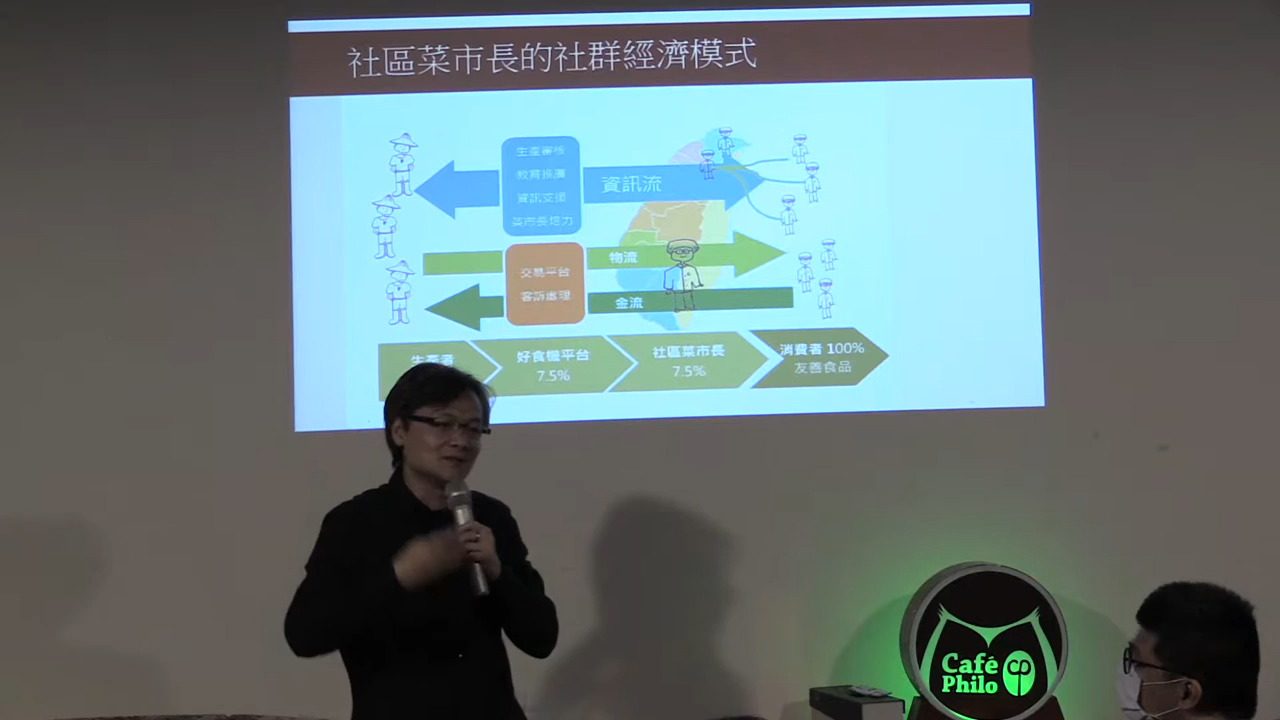 社區菜市長的社群經濟模式
生產審核
教育推廣
資訊支援
菜市長培力
資訊流
交易平台
客訴處理
物流
金流
生產者
好食機平台
7.5%
社區菜市長
7.5%
消費者 100%
友善食品
Café
Philo